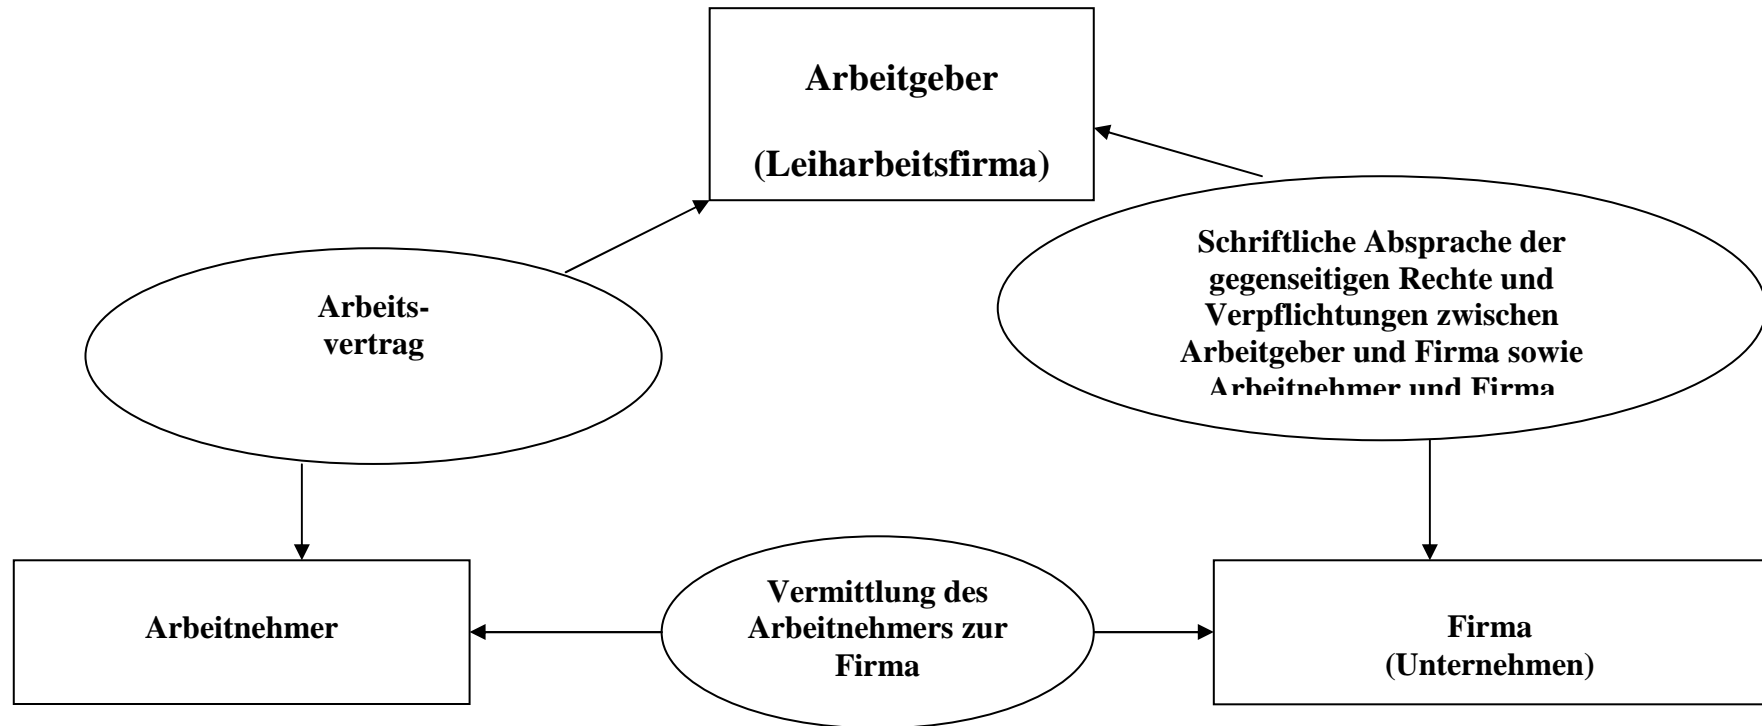 Arbeitgeber
(Leiharbeitsfirma)
Schriftliche Absprache der
gegenseitigen Rechte und
Verpflichtungen zwischen
Arbeitgeber und Firma sowie
Arbeitnehmer und Firma
Arbeits-
vertrag
Arbeitnehmer
Vermittlung des
Arbeitnehmers zur
Firma
Firma
(Unternehmen)